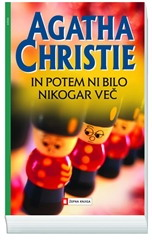 AGATHA
CHRISTIE
IN POTEM NI BILO
NIKOGAR VEČ